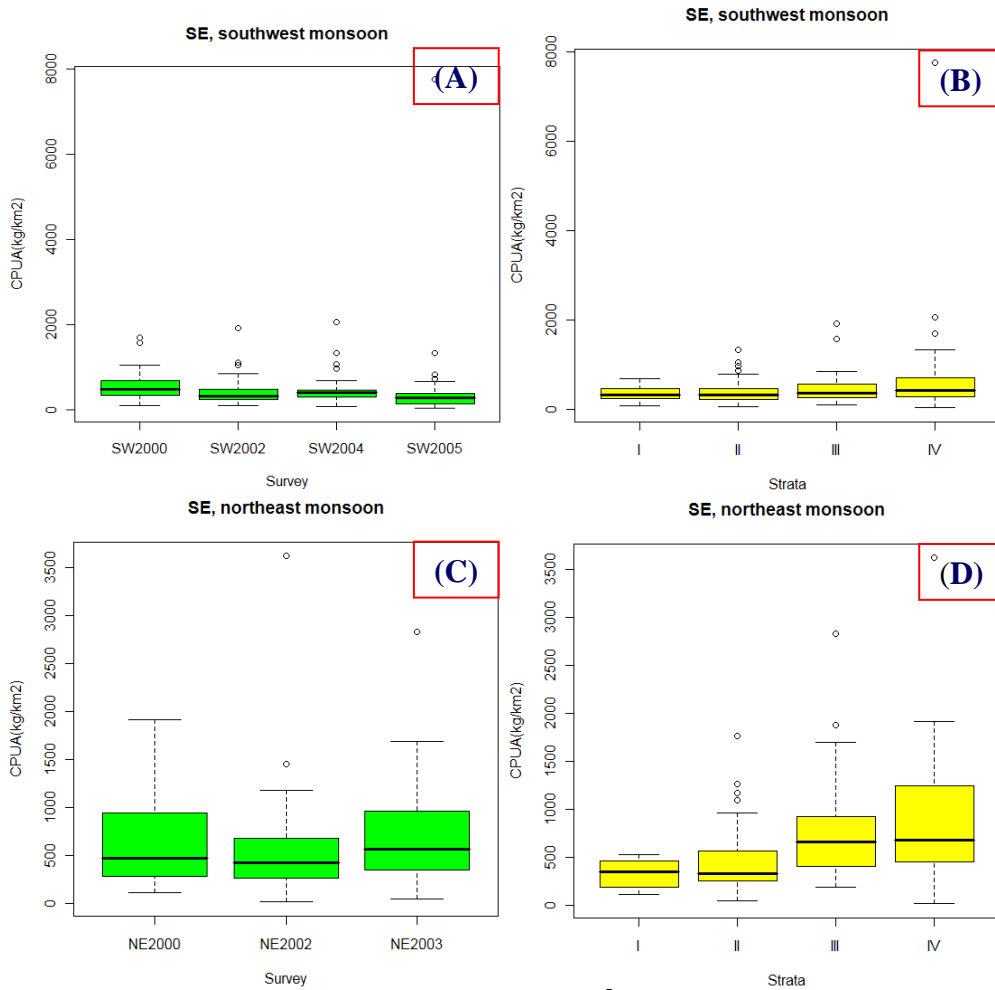 SE, southwest monsoon
(A)
CPUA(kg/km2)
8000
6000
4000
2000
0
SW2000 SW2002 SW2004 SW2005
Survey
SE, southwest monsoon
(B)
CPUA(kg/km2)
8000
6000
4000
2000
0
I II III IV
Strata
SE, northeast monsoon
(C)
CPUA(kg/km2)
3500
3000
2500
2000
1500
1000
500
0
NE2000 NE2002 NE2003
Survey
SE, northeast monsoon
(D)
CPUA(kg/km2)
3500
3000
2500
2000
1500
1000
500
0
I II III IV
Strata